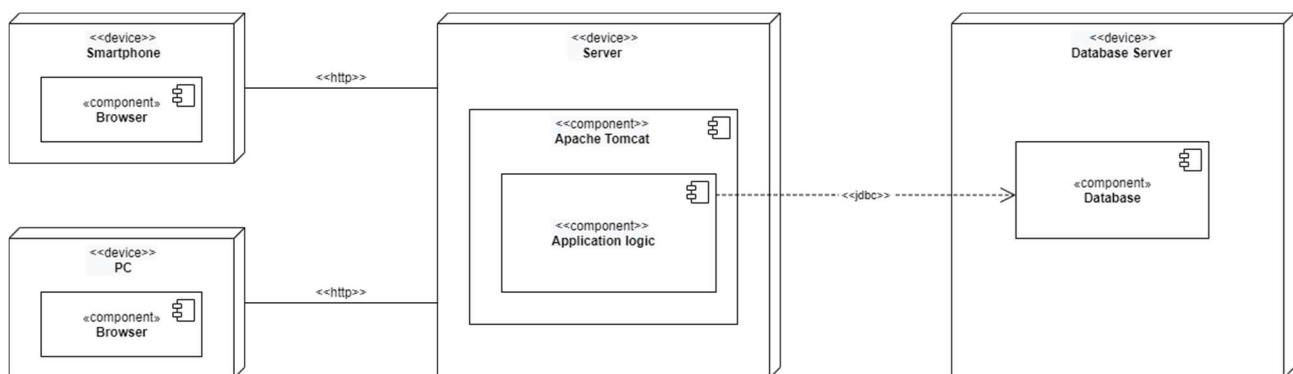 <<device>>
Smartphone
«component»
Browser
<<http>>
<<device>>
PC
«component»
Browser
<<http>>
<<device>>
Server
<<component>>
Apache Tomcat
<<component>>
Application logic
<<jdbc>>
<<device>>
Database Server
«component»
Database